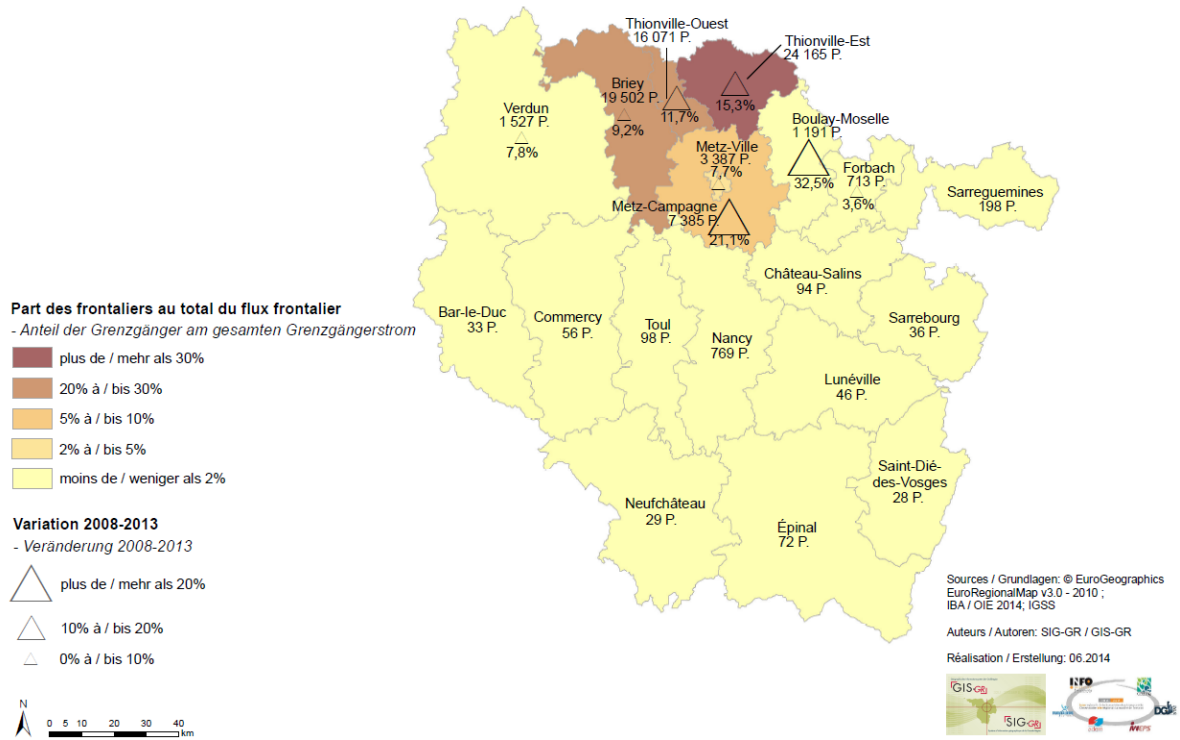 Thionville-Ouest
16 071 P.
Thionville-Est
24 165 P.
Briey
19 502 P.
15,3%
11,7%
9,2%
Verdun
1 527 P.
7,8%
Boulay-Moselle
1 191 P.
32,5%
Metz-Ville
3 387 P.
7,7%
Forbach
713 P.
3,6%
Sarreguemines
198 P.
Metz-Campagne
7 385 P.
21,1%
Château-Salins
94 P.
Bar-le-Duc
33 P.
Commercy
56 P.
Toul
98 P.
Nancy
769 P.
Sarrebourg
36 P.
Lunéville
46 P.
Saint-Dié-
des-Vosges
28 P.
Neufchâteau
29 P.
Épinal
72 P.
Part des frontaliers au total du flux frontalier
- Anteil der Grenzgänger am gesamten Grenzgängerstrom
plus de / mehr als 30%
20% à / bis 30%
5% à / bis 10%
2% à / bis 5%
moins de / weniger als 2%
Variation 2008-2013
- Veränderung 2008-2013
plus de / mehr als 20%
10% à / bis 20%
0% à / bis 10%
N
0 5 10 20 30 40
km
Sources / Grundlagen: © EuroGeographics
EuroRegionalMap v3.0 - 2010 ;
IBA / OIE 2014; IGSS
Auteurs / Autoren: SIG-GR / GIS-GR
Réalisation / Erstellung: 06.2014
GIS-GR
SIG-GR
INFO